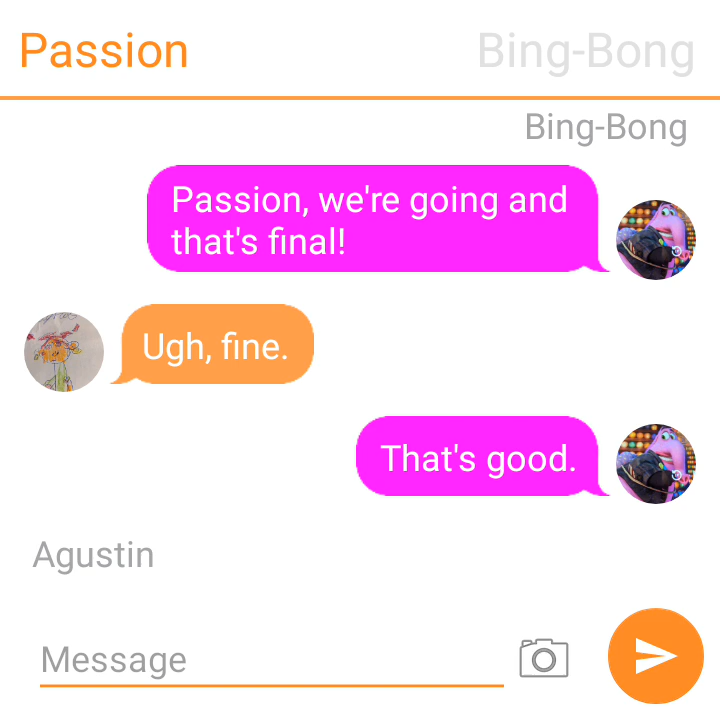 Passion
Bing-Bong
Bing-Bong
Passion, we're going and
that's final!
Ugh, fine.
That's good.
Agustin
Message